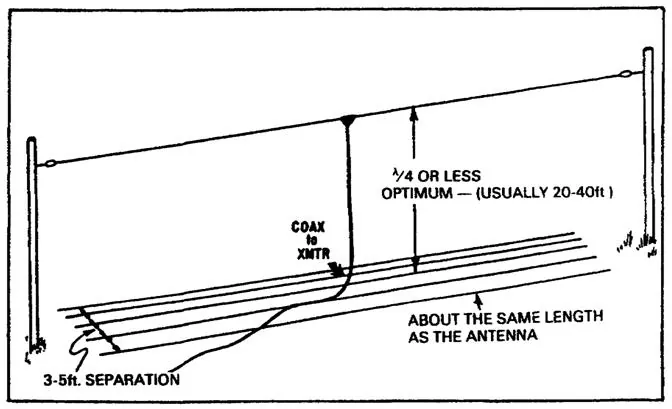 λ/4 OR LESS
OPTIMUM — (USUALLY 20-40ft )
COAX
to
XMTR
ABOUT THE SAME LENGTH
AS THE ANTENNA
3-5ft. SEPARATION